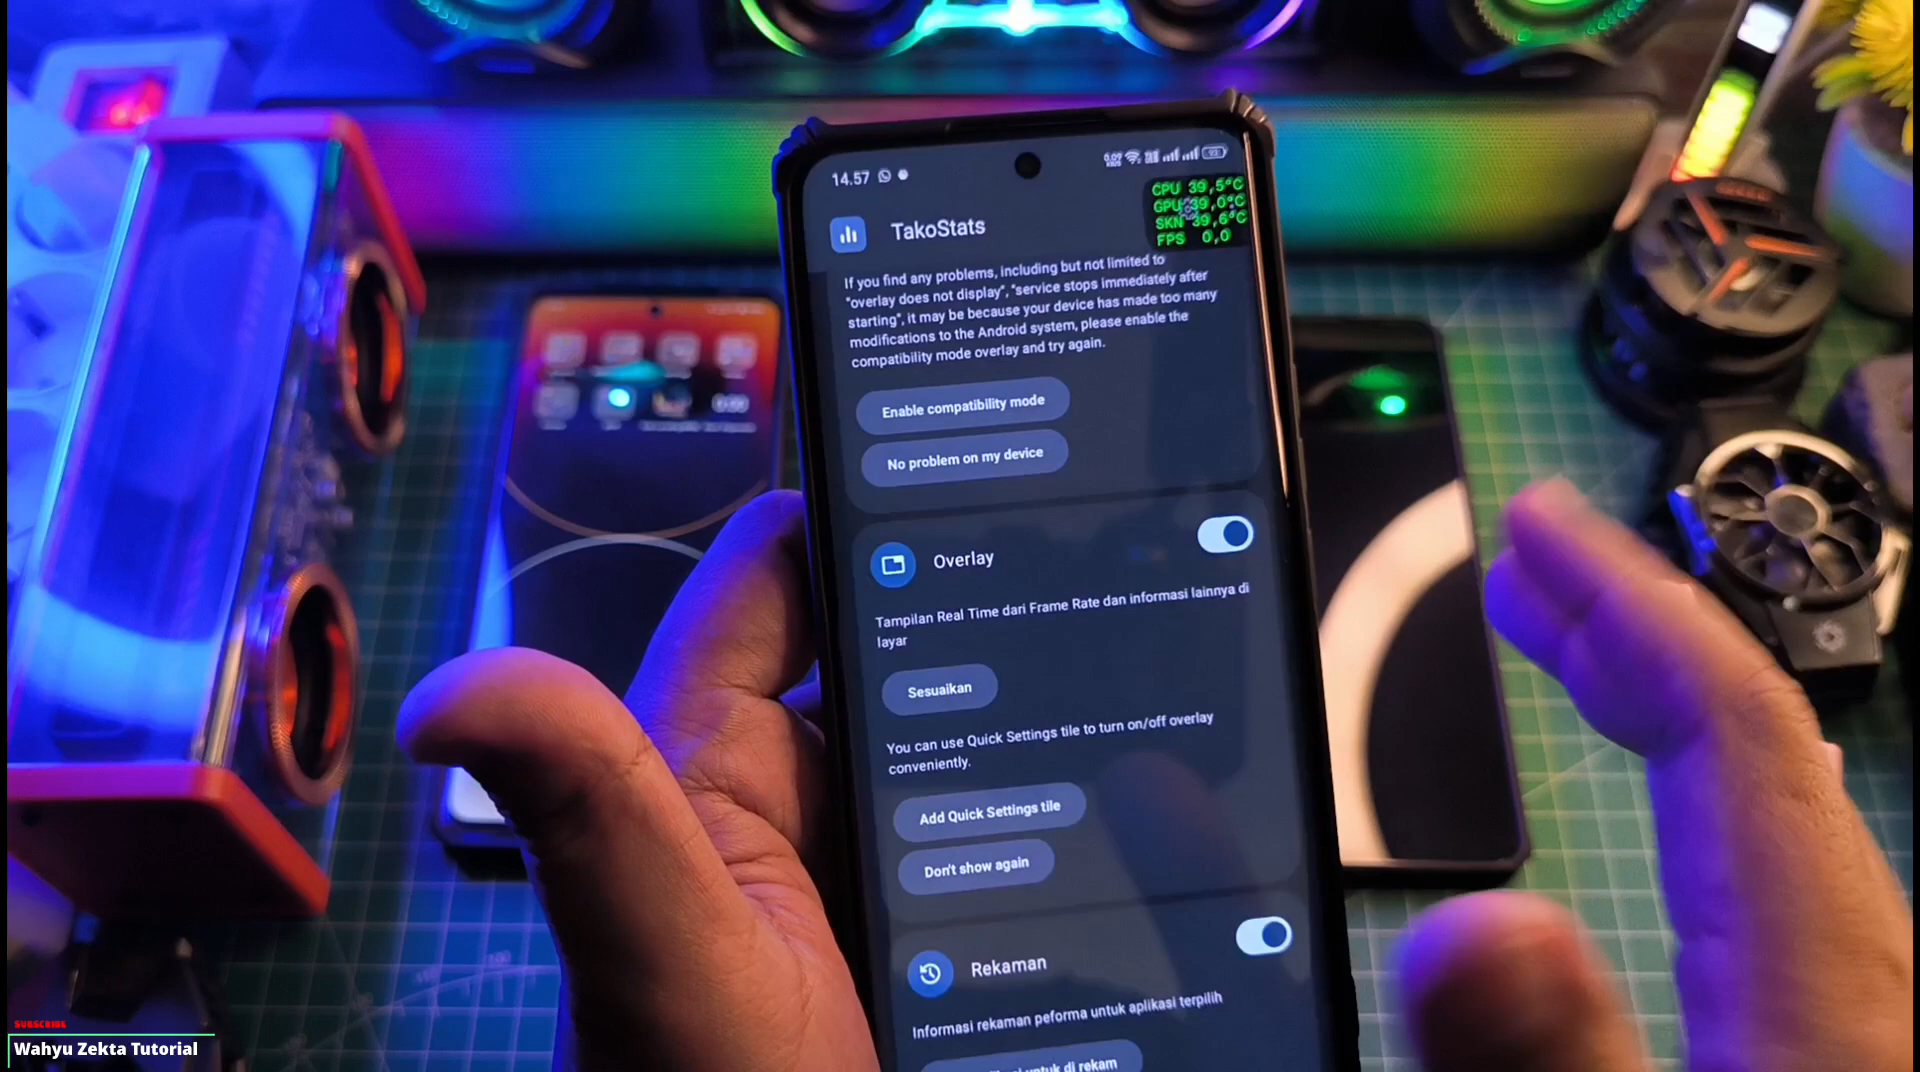 14.57
93
CPU 39,5°C
GPU 39,0°C
SKN 39,6°C
FPS 0,0
TakoStats
If you find any problems, including but not limited to
"overlay does not display", "service stops immediately after
starting", it may be because your device has made too many
modifications to the Android system, please enable the
compatibility mode overlay and try again.
Enable compatibility mode
No problem on my device
Overlay
Tampilan Real Time dari Frame Rate dan informasi lainnya di
layar
Sesuaikan
You can use Quick Settings tile to turn on/off overlay
conveniently.
Add Quick Settings tile
Don't show again
Rekaman
Informasi rekaman peforma untuk aplikasi terpilih
untuk di rekam
SUBSCRIBE
Wahyu Zekta Tutorial